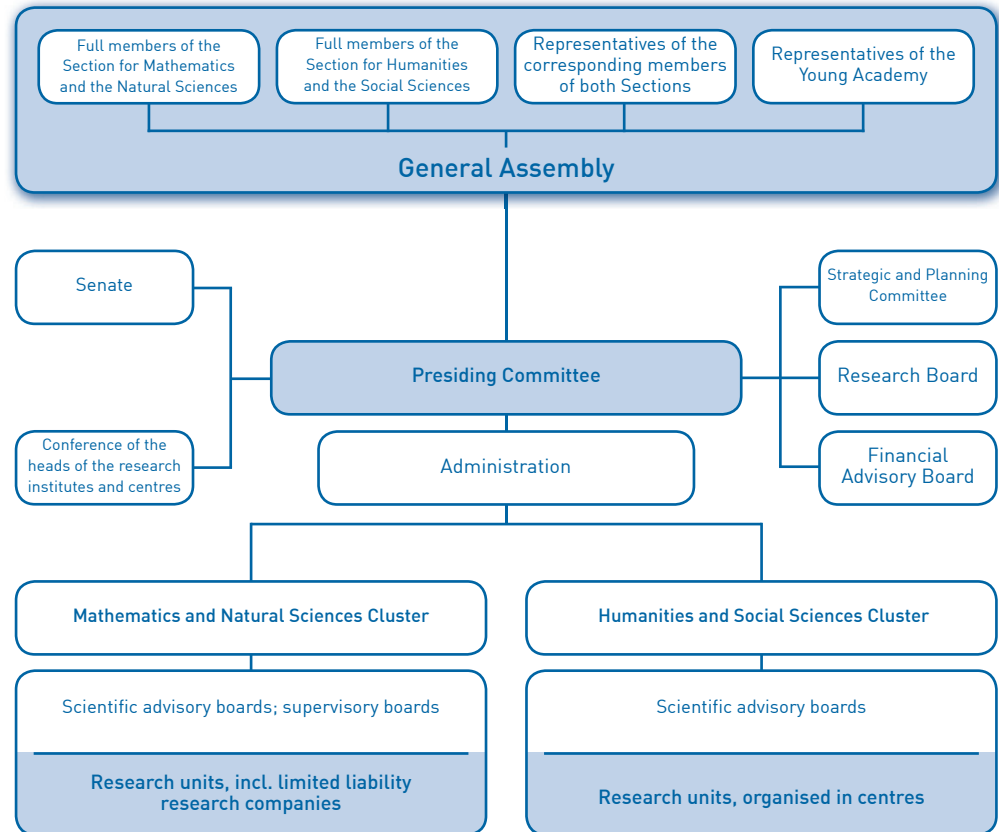 Full members of the
Section for Mathematics
and the Natural Sciences
Full members of the
Section for Humanities
and the Social Sciences
Representatives of the
corresponding members
of both Sections
Representatives of the
Young Academy
General Assembly
Senate
Strategic and Planning
Committee
Presiding Committee
Research Board
Conference of the
heads of the research
institutes and centres
Administration
Financial
Advisory Board
Mathematics and Natural Sciences Cluster
Humanities and Social Sciences Cluster
Scientific advisory boards; supervisory boards
Scientific advisory boards
Research units, incl. limited liability
research companies
Research units, organised in centres